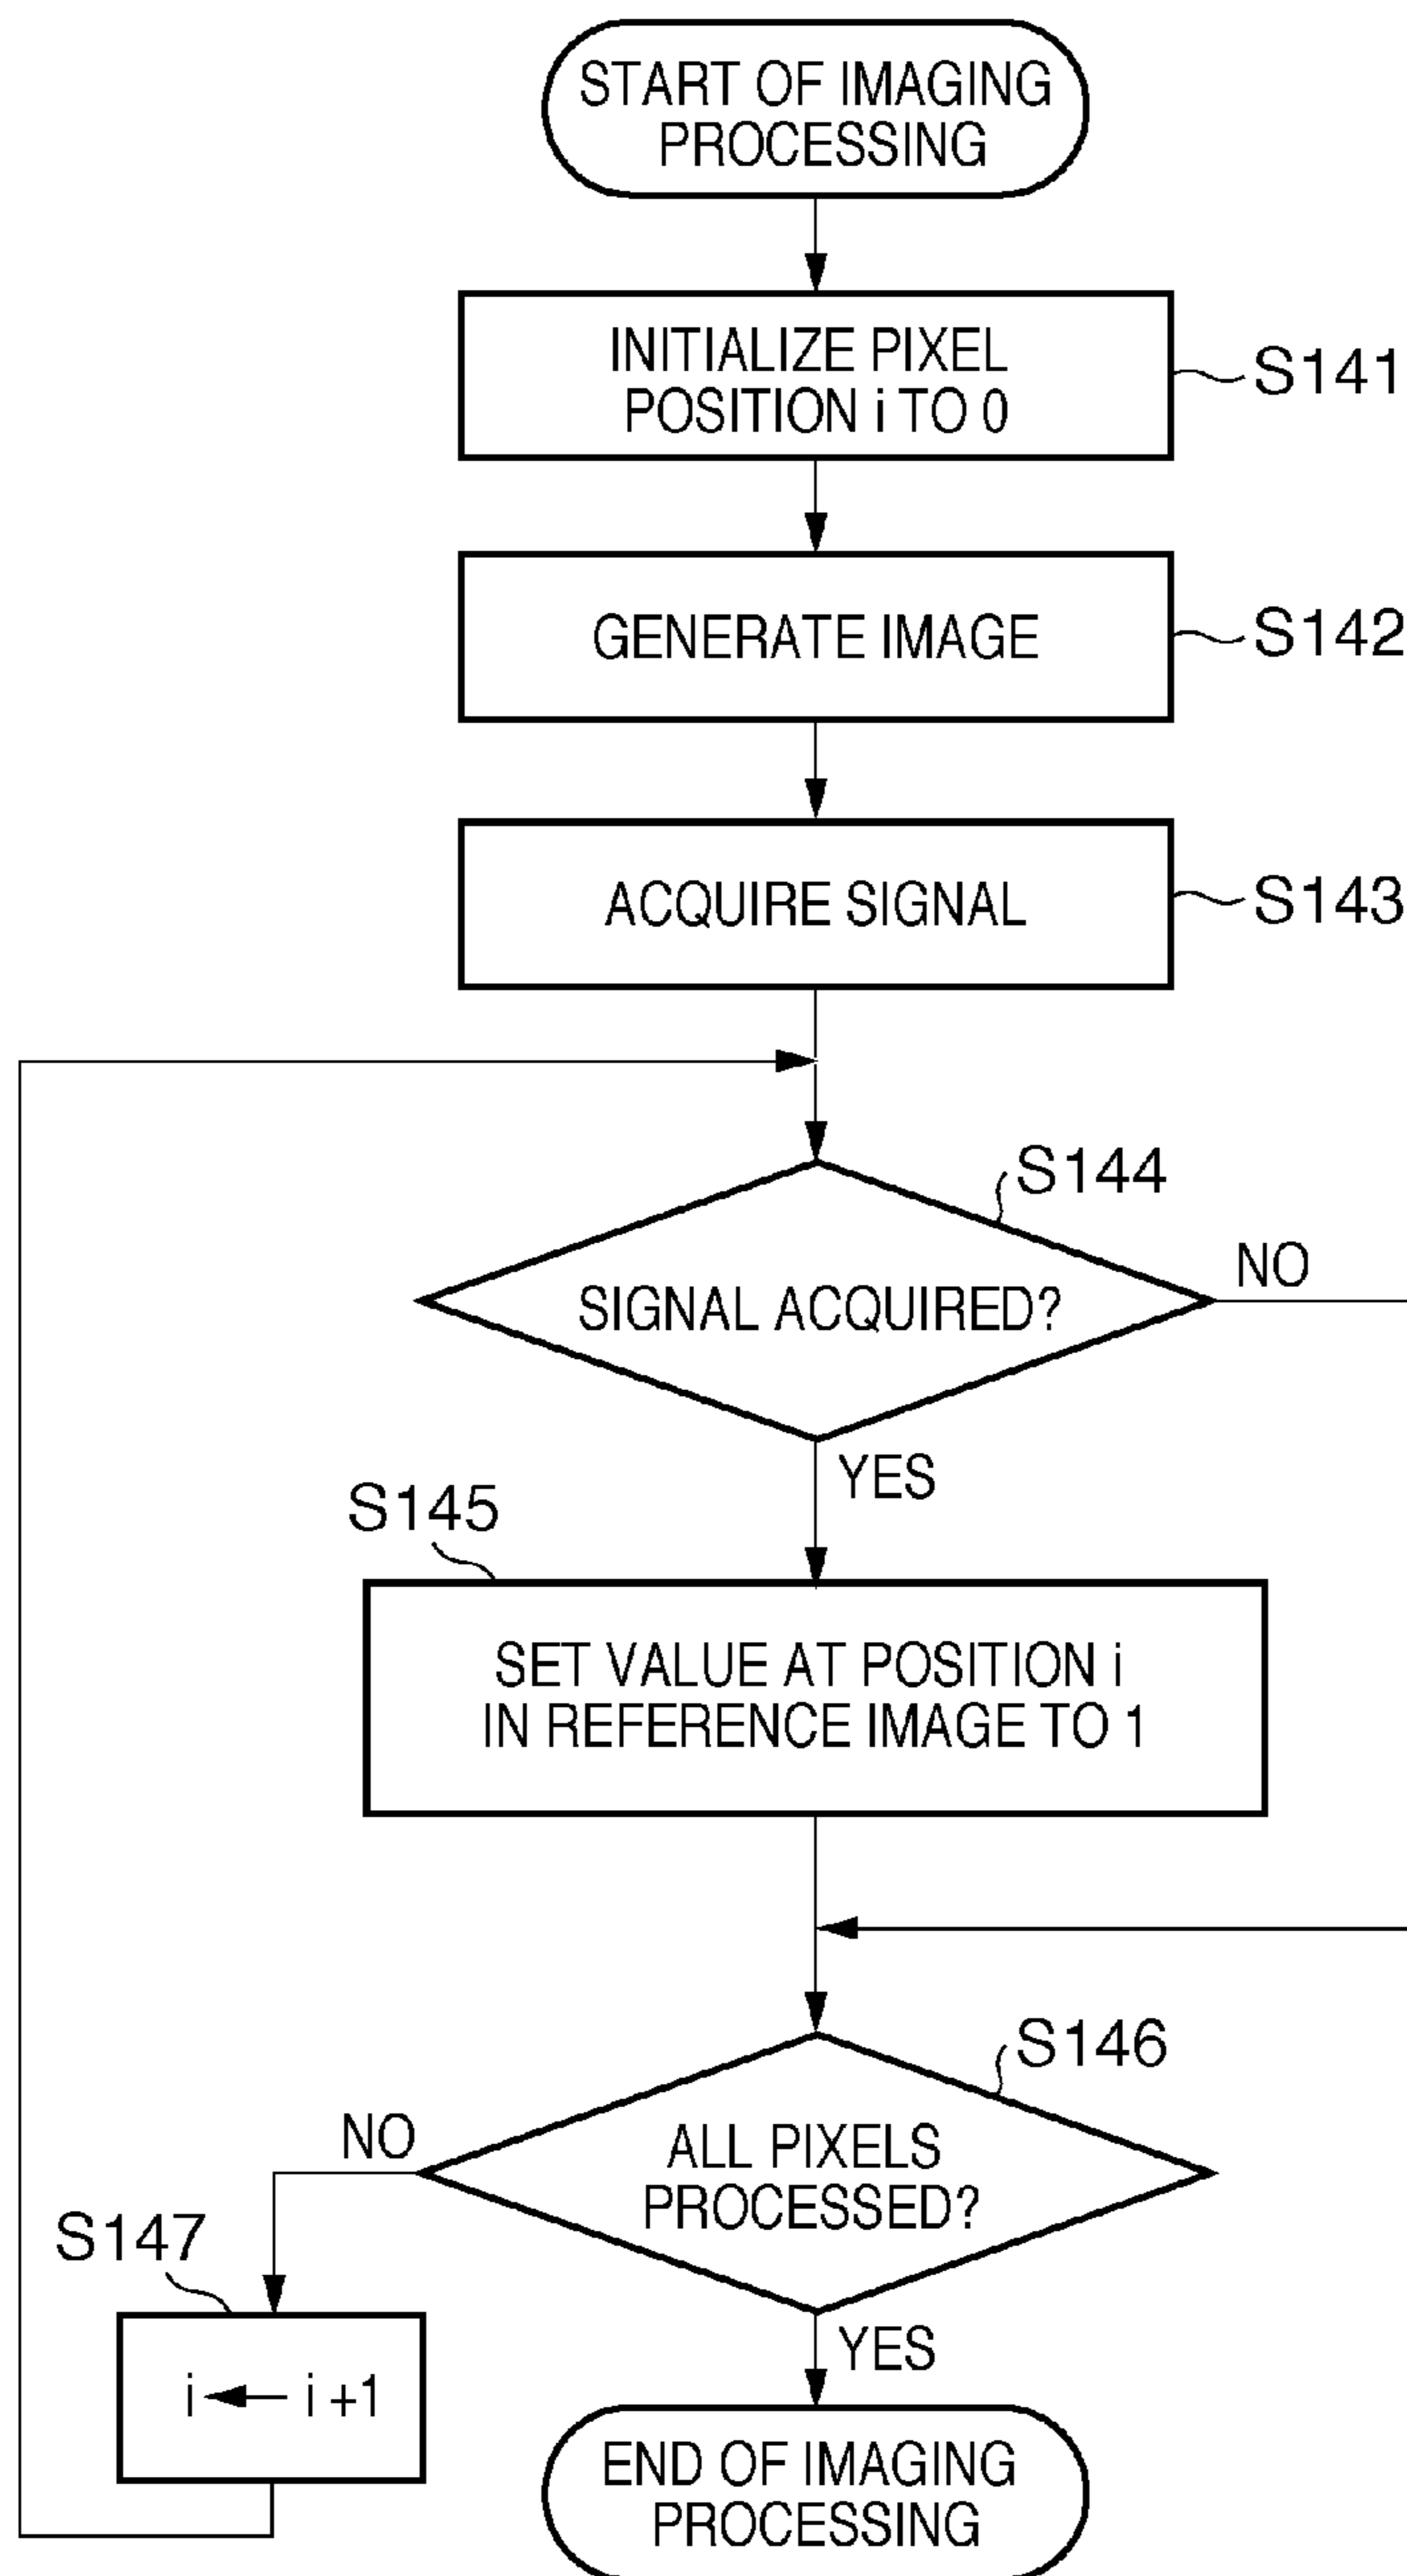 START OF IMAGING
PROCESSING
INITIALIZE PIXEL
POSITION i TO 0
S141
GENERATE IMAGE
S142
ACQUIRE SIGNAL
S143
S144
SIGNAL ACQUIRED?
NO
YES
S145
SET VALUE AT POSITION i
IN REFERENCE IMAGE TO 1
S146
ALL PIXELS
PROCESSED?
NO
S147
i ← i +1
YES
END OF IMAGING
PROCESSING